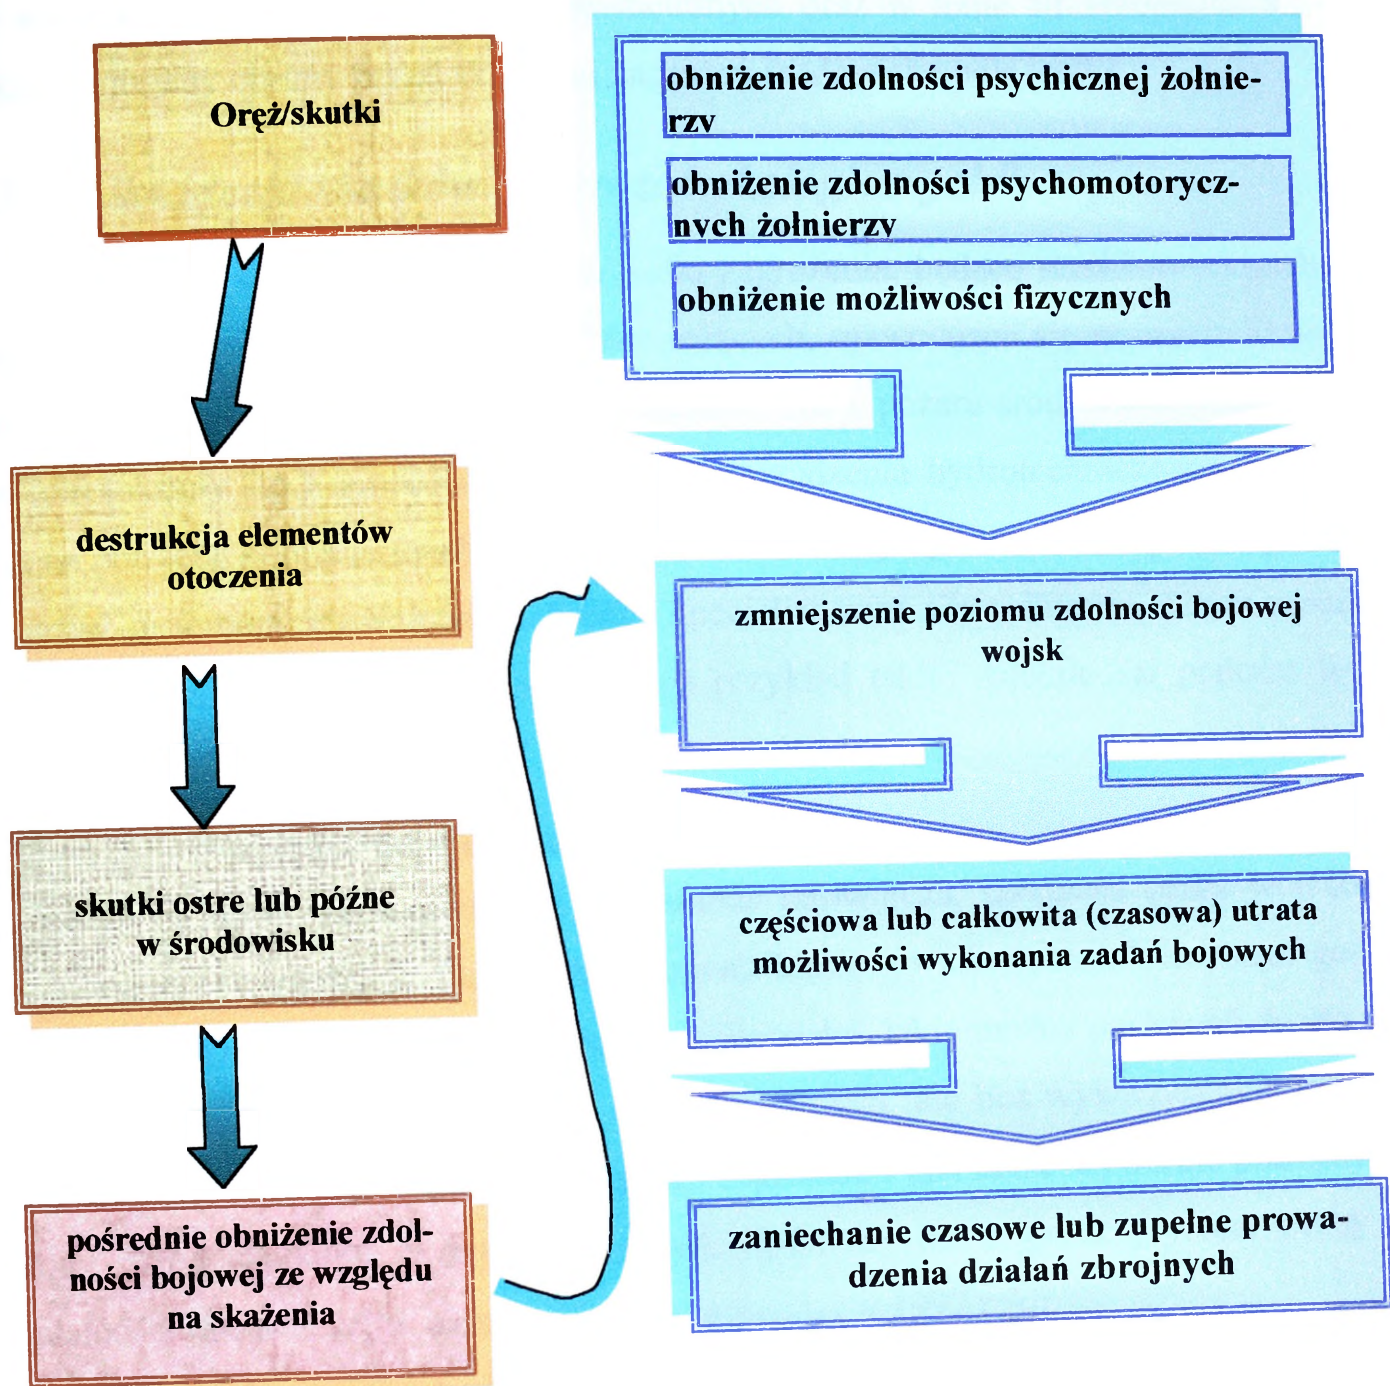 Oręż/skutki
destrukcja elementów
otoczenia
skutki ostre lub późne
w środowisku
pośrednie obniżenie zdol-
ności bojowej ze względu
na skażenia
obniżenie zdolności psychicznej żołnie-
rzy
obniżenie zdolności psychomotorycz-
nych żołnierzy
obniżenie możliwości fizycznych
zmniejszenie poziomu zdolności bojowej
wojsk
częściowa lub całkowita (czasowa) utrata
możliwości wykonania zadań bojowych
zaniechanie czasowe lub zupełne prowa-
dzenia działań zbrojnych